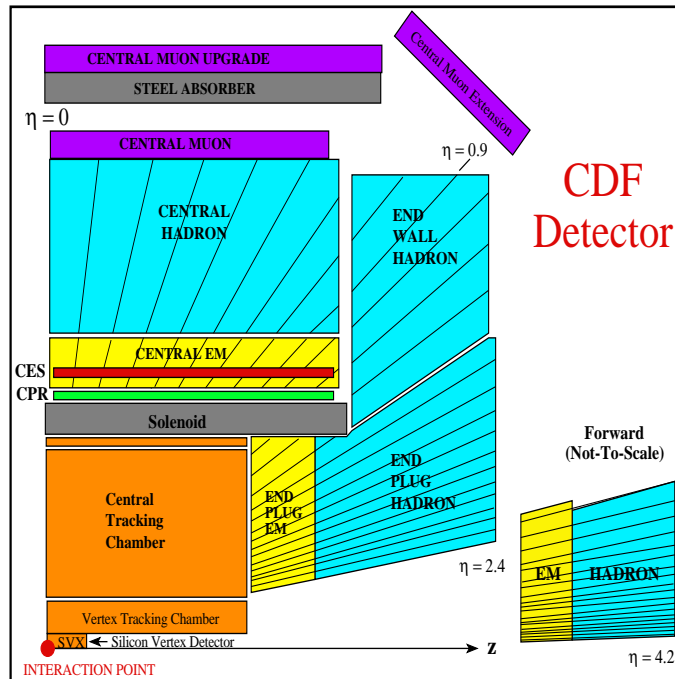 CENTRAL MUON UPGRADE
STEEL ABSORBER
Central Muon Extension
η = 0
CENTRAL MUON
η = 0.9
CDF
Detector
CENTRAL
HADRON
END
WALL
HADRON
CENTRAL EM
CES
CPR
Solenoid
Forward
(Not-To-Scale)
Central
Tracking
Chamber
END
PLUG
EM
END
PLUG
HADRON
η = 2.4
EM
HADRON
Vertex Tracking Chamber
SVX
Silicon Vertex Detector
z
η = 4.2
INTERACTION POINT